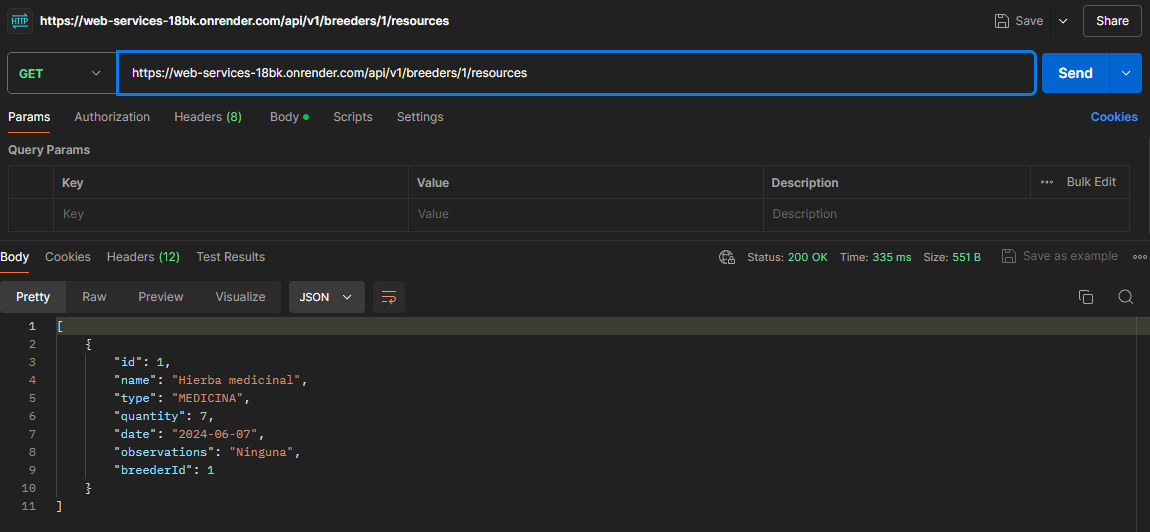 HTTP https://web-services-18bk.onrender.com/api/v1/breeders/1/resources Save Share
GET https://web-services-18bk.onrender.com/api/v1/breeders/1/resources Send
Params Authorization Headers (8) Body Scripts Settings Cookies
Query Params
Key Value Description ··· Bulk Edit
Key Value Description
Body Cookies Headers (12) Test Results Status: 200 OK Time: 335 ms Size: 551 B Save as example
Pretty Raw Preview Visualize JSON
1 [
2 {
3 "id": 1,
4 "name": "Hierba medicinal",
5 "type": "MEDICINA",
6 "quantity": 7,
7 "date": "2024-06-07",
8 "observations": "Ninguna",
9 "breederId": 1
10 }
11 ]